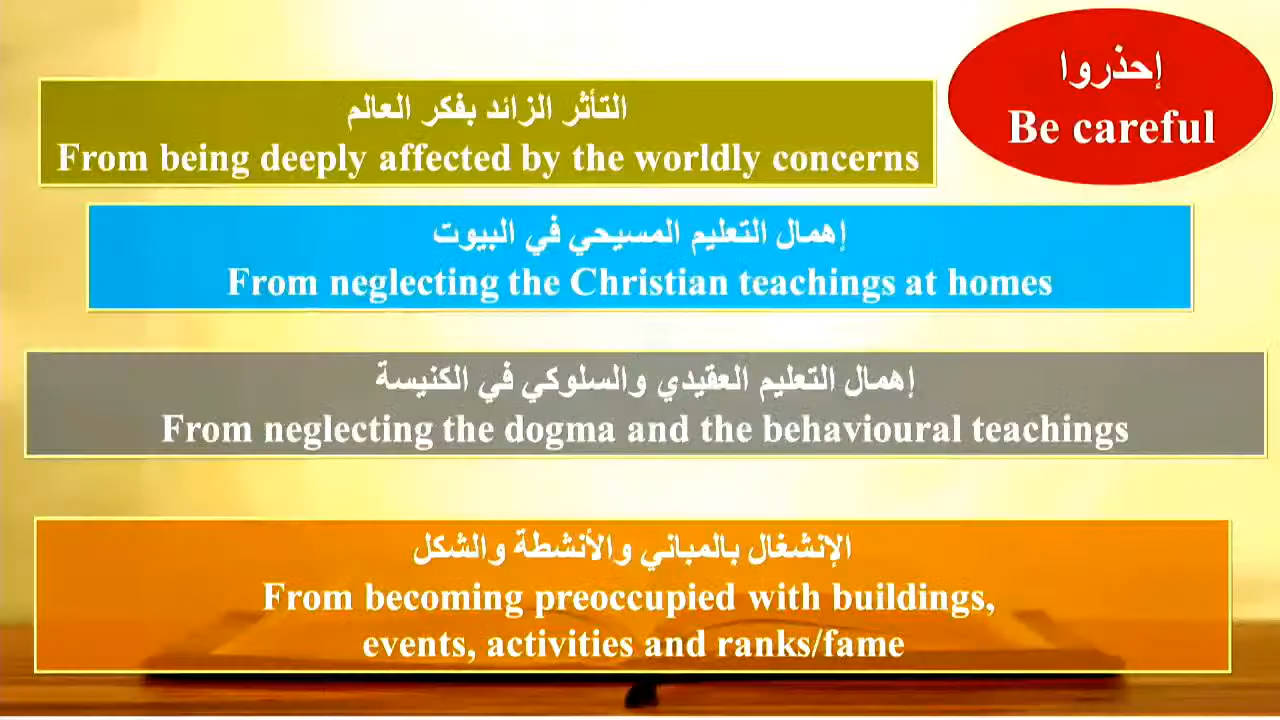 إحذروا
Be careful
التأثر الزائد بفكر العالم
From being deeply affected by the worldly concerns
إهمال التعليم المسيحي في البيوت
From neglecting the Christian teachings at homes
إهمال التعليم العقيدي والسلوكي في الكنيسة
From neglecting the dogma and the behavioural teachings
الإنشغال بالمباني والأنشطة والشكل
From becoming preoccupied with buildings,
events, activities and ranks/fame